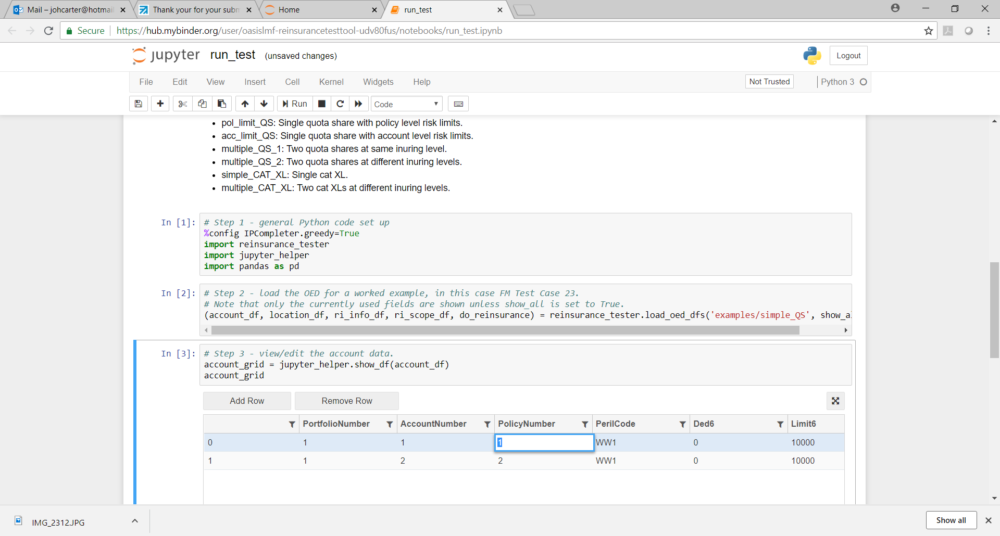 Mail – johcarter@hotmail
Thank your for your subm
Home
run_test
Secure
https://hub.mybinder.org/user/oasislmf-reinsurancetesttool-udv80fus/notebooks/run_test.ipynb
jupyter run_test (unsaved changes)
Logout
File Edit View Insert Cell Kernel Widgets Help
Not Trusted
Python 3
Run
Code
pol_limit_QS: Single quota share with policy level risk limits.
acc_limit_QS: Single quota share with account level risk limits.
multiple_QS_1: Two quota shares at same inuring level.
multiple_QS_2: Two quota shares at different inuring levels.
simple_CAT_XL: Single cat XL.
multiple_CAT_XL: Two cat XLs at different inuring levels.
In [1]:
# Step 1 - general Python code set up
%config IPCompleter.greedy=True
import reinsurance_tester
import jupyter_helper
import pandas as pd
In [2]:
# Step 2 - load the OED for a worked example, in this case FM Test Case 23.
# Note that only the currently used fields are shown unless show_all is set to True.
(account_df, location_df, ri_info_df, ri_scope_df, do_reinsurance) = reinsurance_tester.load_oed_dfs('examples/simple_QS', show_al
In [3]:
# Step 3 - view/edit the account data.
account_grid = jupyter_helper.show_df(account_df)
account_grid
Add Row
Remove Row
PortfolioNumber AccountNumber PolicyNumber PerilCode Ded6 Limit6
0 1 1 1 WW1 0 10000
1 1 2 2 WW1 0 10000
IMG_2312.JPG
Show all